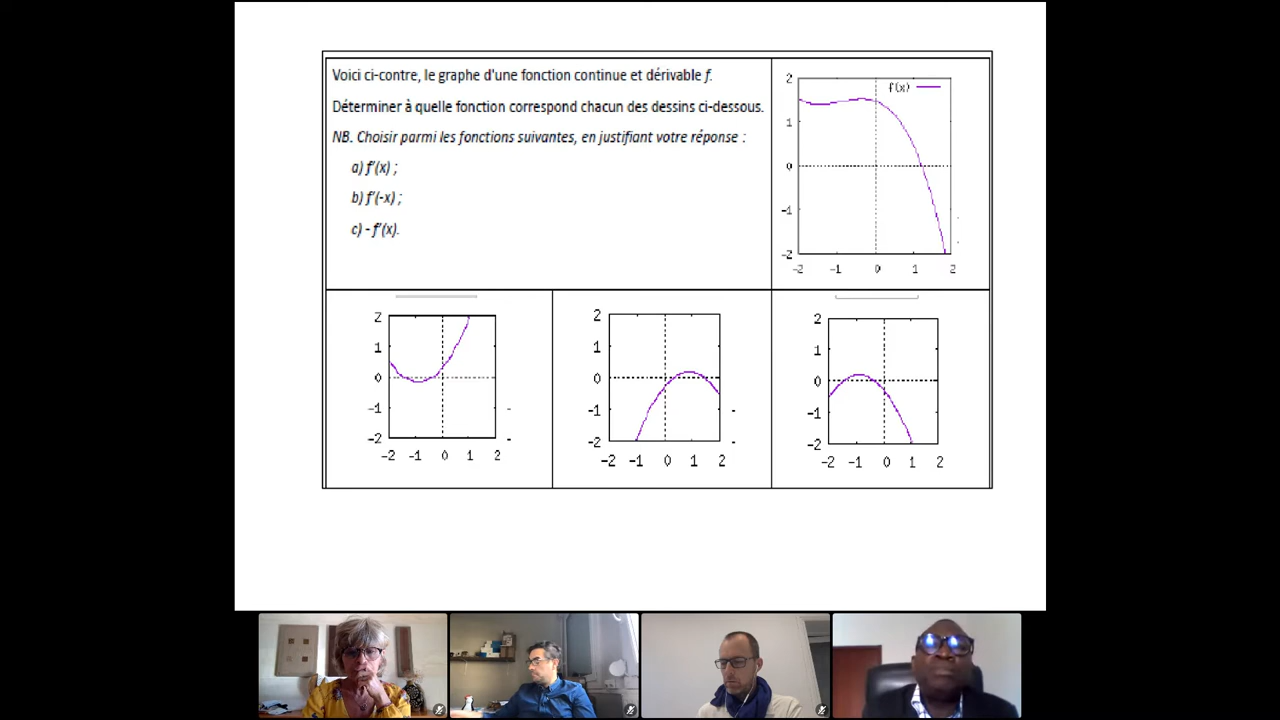 Voici ci-contre, le graphe d'une fonction continue et dérivable f.
Déterminer à quelle fonction correspond chacun des dessins ci-dessous.
NB. Choisir parmi les fonctions suivantes, en justifiant votre réponse :
a) f'(x) ;
b) f'(-x) ;
c) - f'(x).
f(x)
2
1
0
-1
-2
-2 -1 0 1 2
2
1
0
-1
-2
-2 -1 0 1 2
2
1
0
-1
-2
-2 -1 0 1 2
2
1
0
-1
-2
-2 -1 0 1 2